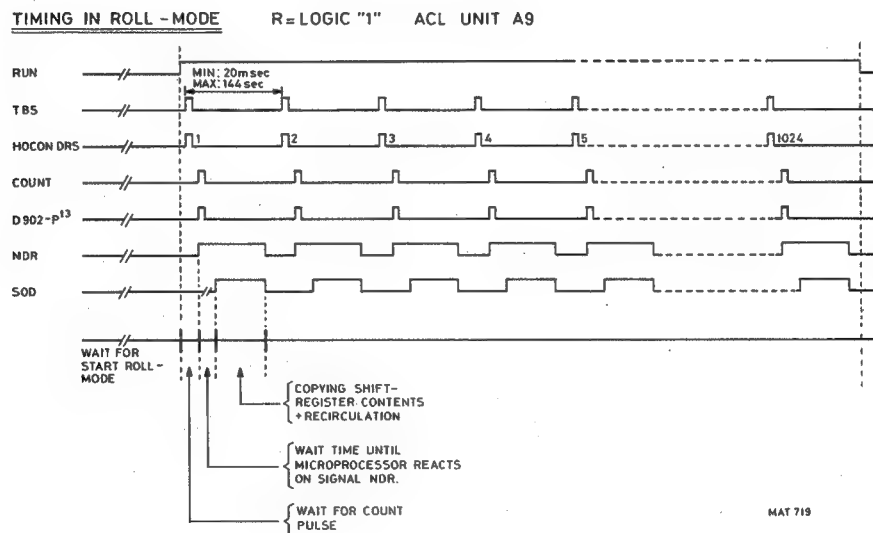 TIMING IN ROLL-MODE R=LOGIC "1" ACL UNIT A9
RUN
MIN: 20msec
MAX: 144sec
TBS
HOCON DRS 1 2 3 4 5 1024
COUNT
D902-P13
NDR
SOD
WAIT FOR
START ROLL-
MODE
COPYING SHIFT-
REGISTER CONTENTS
+RECIRCULATION
WAIT TIME UNTIL
MICROPROCESSOR REACTS
ON SIGNAL NDR.
WAIT FOR COUNT
PULSE
MAT 719